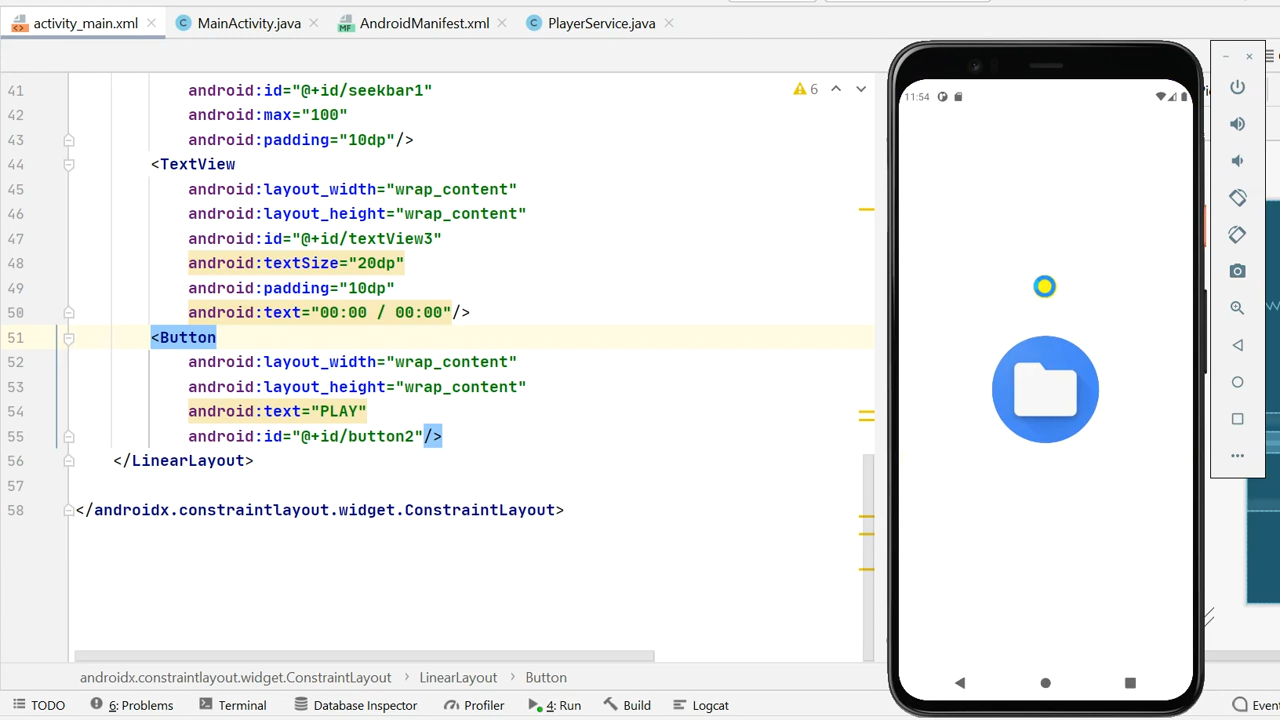 activity_main.xml MainActivity.java AndroidManifest.xml PlayerService.java
6
41 android:id="@+id/seekbar1"
42 android:max="100"
43 android:padding="10dp"/>
44 <TextView
45 android:layout_width="wrap_content"
46 android:layout_height="wrap_content"
47 android:id="@+id/textView3"
48 android:textSize="20dp"
49 android:padding="10dp"
50 android:text="00:00 / 00:00"/>
51 <Button
52 android:layout_width="wrap_content"
53 android:layout_height="wrap_content"
54 android:text="PLAY"
55 android:id="@+id/button2"/>
56 </LinearLayout>
57
58 </androidx.constraintlayout.widget.ConstraintLayout>
androidx.constraintlayout.widget.ConstraintLayout LinearLayout Button
TODO 6: Problems Terminal Database Inspector Profiler 4: Run Build Logcat
11:54